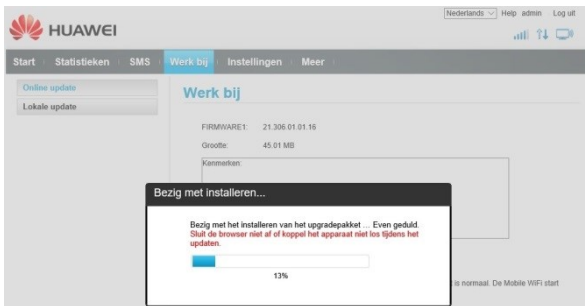 Nederlands Help admin Log uit
HUAWEI
Start Statistieken SMS Werk bij Instellingen Meer
Online update
Lokale update
Werk bij
FIRMWARE1: 21.306.01.01.16
Grootte: 45.01 MB
Kenmerken:
Bezig met installeren...
Bezig met het installeren van het upgradepakket ... Even geduld.
Sluit de browser niet af of koppel het apparaat niet los tijdens het
updaten.
13%
is normaal. De Mobile WiFi start